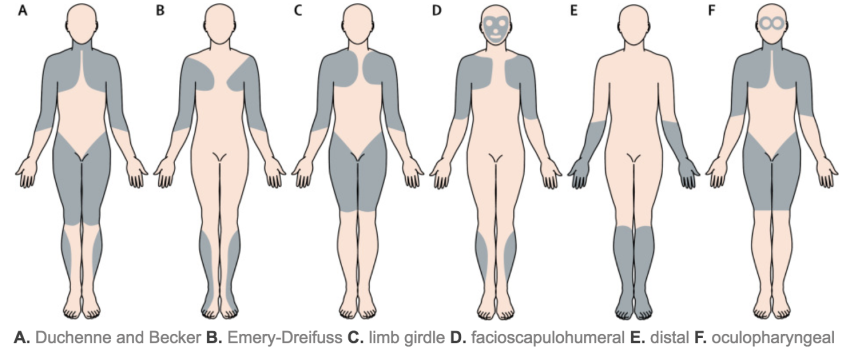 A B C D E F
A. Duchenne and Becker B. Emery-Dreifuss C. limb girdle D. facioscapulohumeral E. distal F. oculopharyngeal